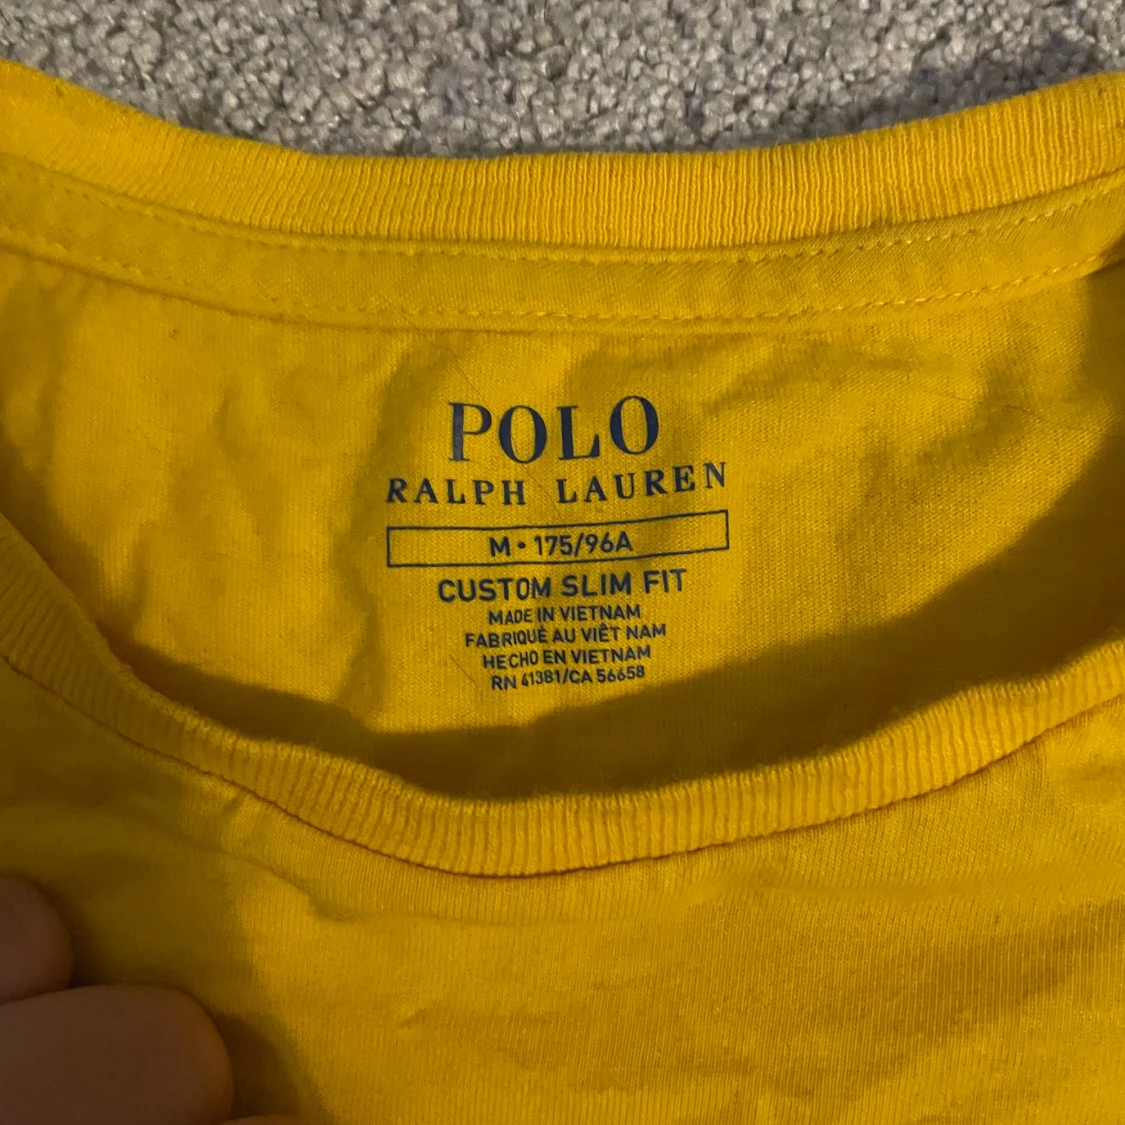 POLO
RALPH LAUREN
M • 175/96A
CUSTOM SLIM FIT
MADE IN VIETNAM
FABRIQUÉ AU VIÊT NAM
HECHO EN VIETNAM
RN 41381/CA 56658